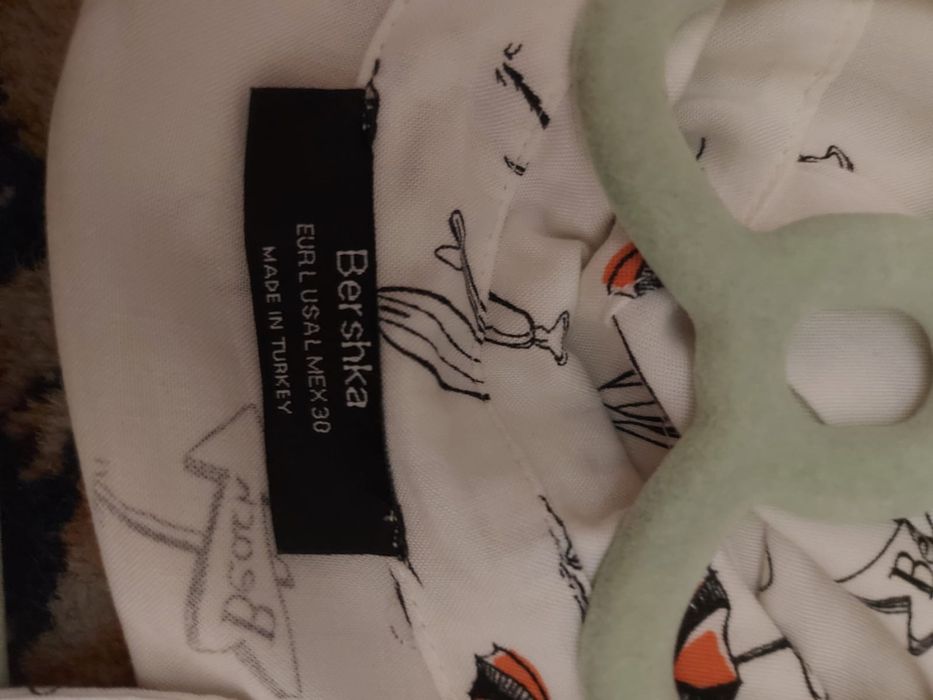 Bershka
EUR L USA L MEX 30
MADE IN TURKEY